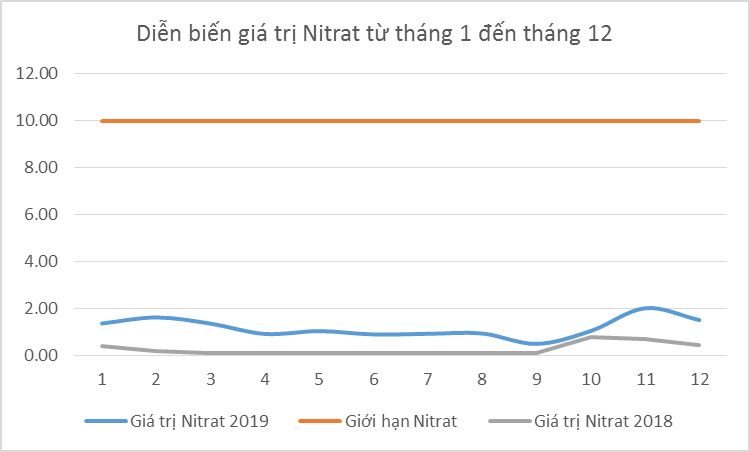 Diễn biến giá trị Nitrat từ tháng 1 đến tháng 12
12.00
10.00
8.00
6.00
4.00
2.00
0.00
1 2 3 4 5 6 7 8 9 10 11 12
Giá trị Nitrat 2019 Giới hạn Nitrat Giá trị Nitrat 2018